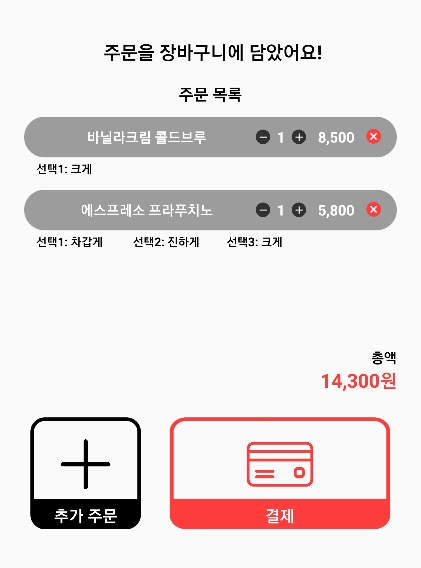 주문을 장바구니에 담았어요!
주문 목록
바닐라크림 콜드브루 − 1 + 8,500 ×
선택1: 크게
에스프레소 프라푸치노 − 1 + 5,800 ×
선택1: 차갑게 선택2: 진하게 선택3: 크게
총액
14,300원
추가 주문 결제